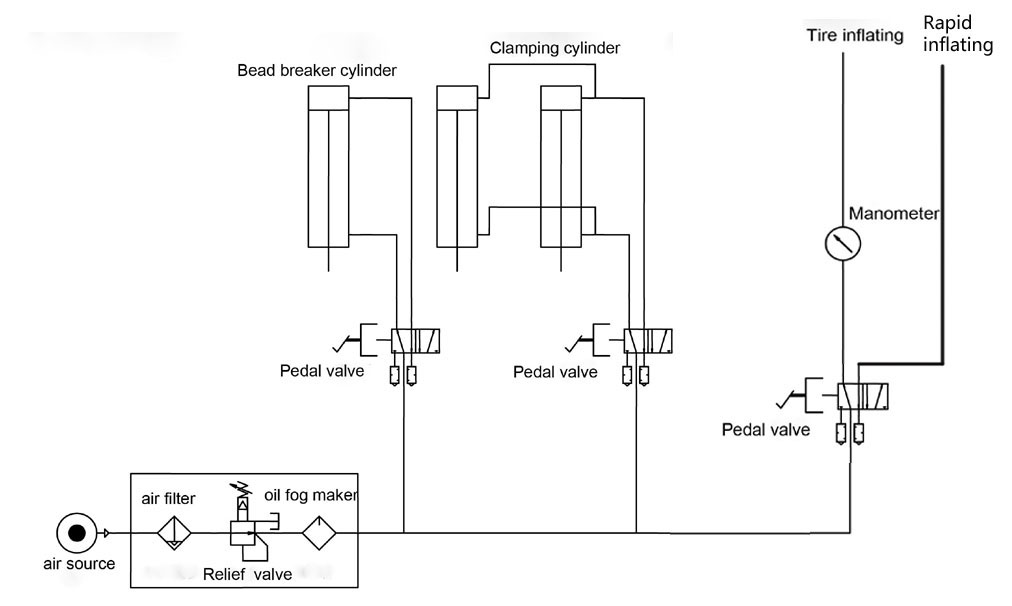 Rapid
inflating
Tire inflating
Clamping cylinder
Bead breaker cylinder
Manometer
Pedal valve
Pedal valve
Pedal valve
air filter
oil fog maker
air source
Relief valve